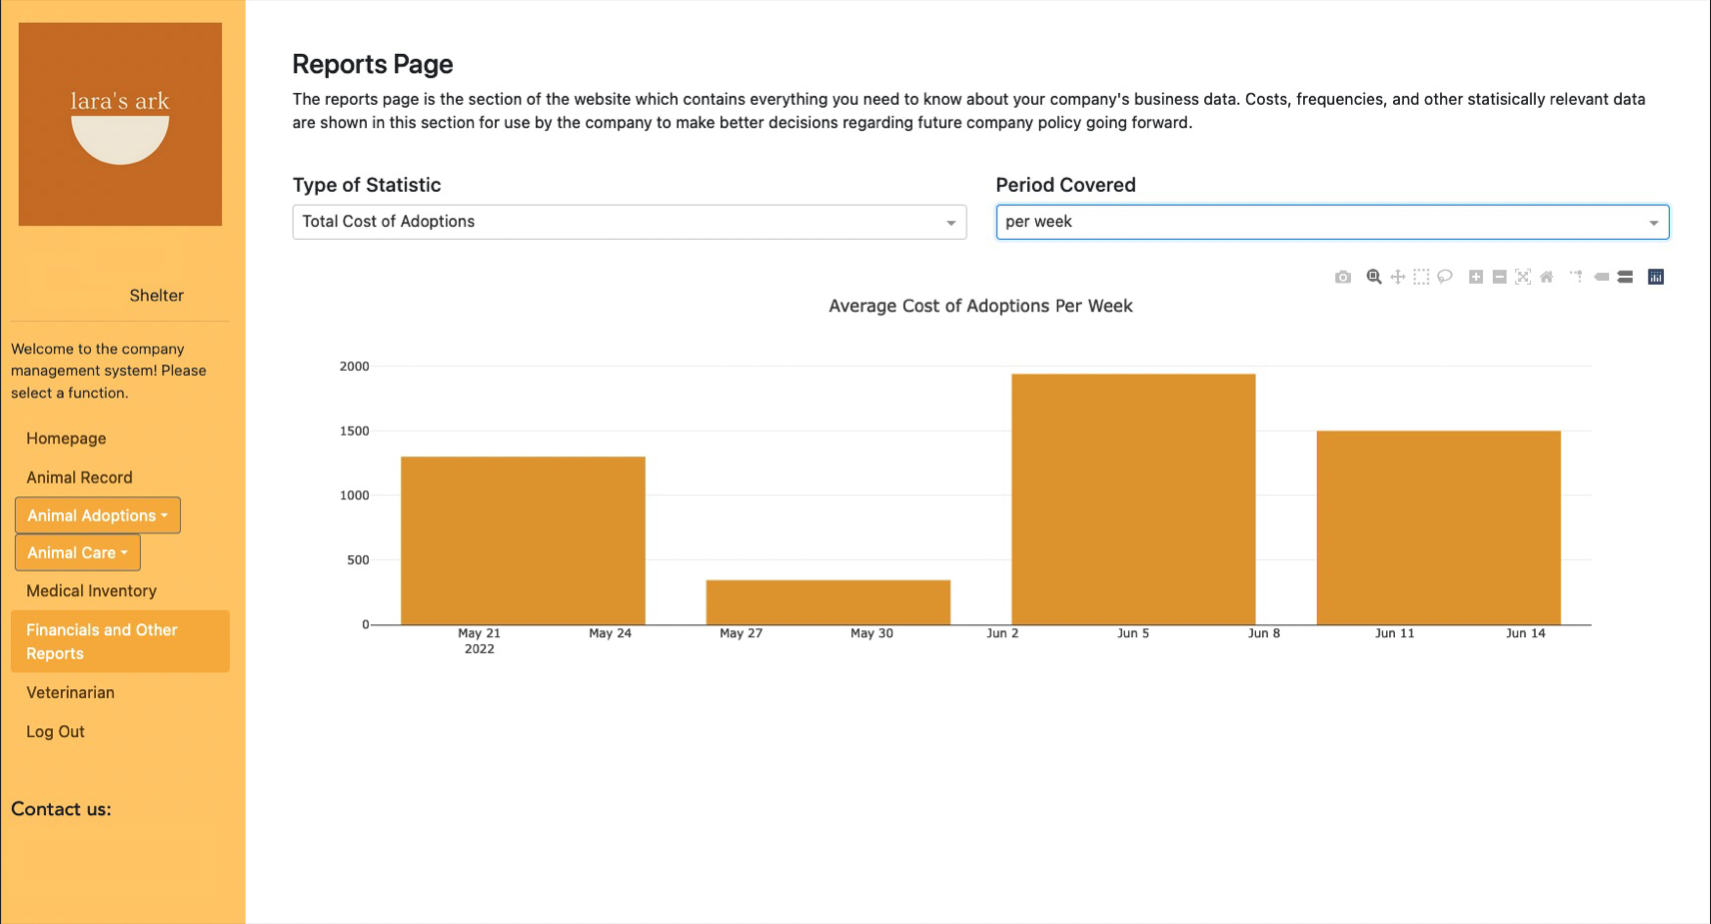 lara's ark
Shelter
Welcome to the company
management system! Please
select a function.
Homepage
Animal Record
Animal Adoptions
Animal Care
Medical Inventory
Financials and Other
Reports
Veterinarian
Log Out
Contact us:
Reports Page
The reports page is the section of the website which contains everything you need to know about your company's business data. Costs, frequencies, and other statisically relevant data
are shown in this section for use by the company to make better decisions regarding future company policy going forward.
Type of Statistic
Total Cost of Adoptions
Period Covered
per week
Average Cost of Adoptions Per Week
2000
1500
1000
500
0
May 21 May 24 May 27 May 30 Jun 2 Jun 5 Jun 8 Jun 11 Jun 14
2022